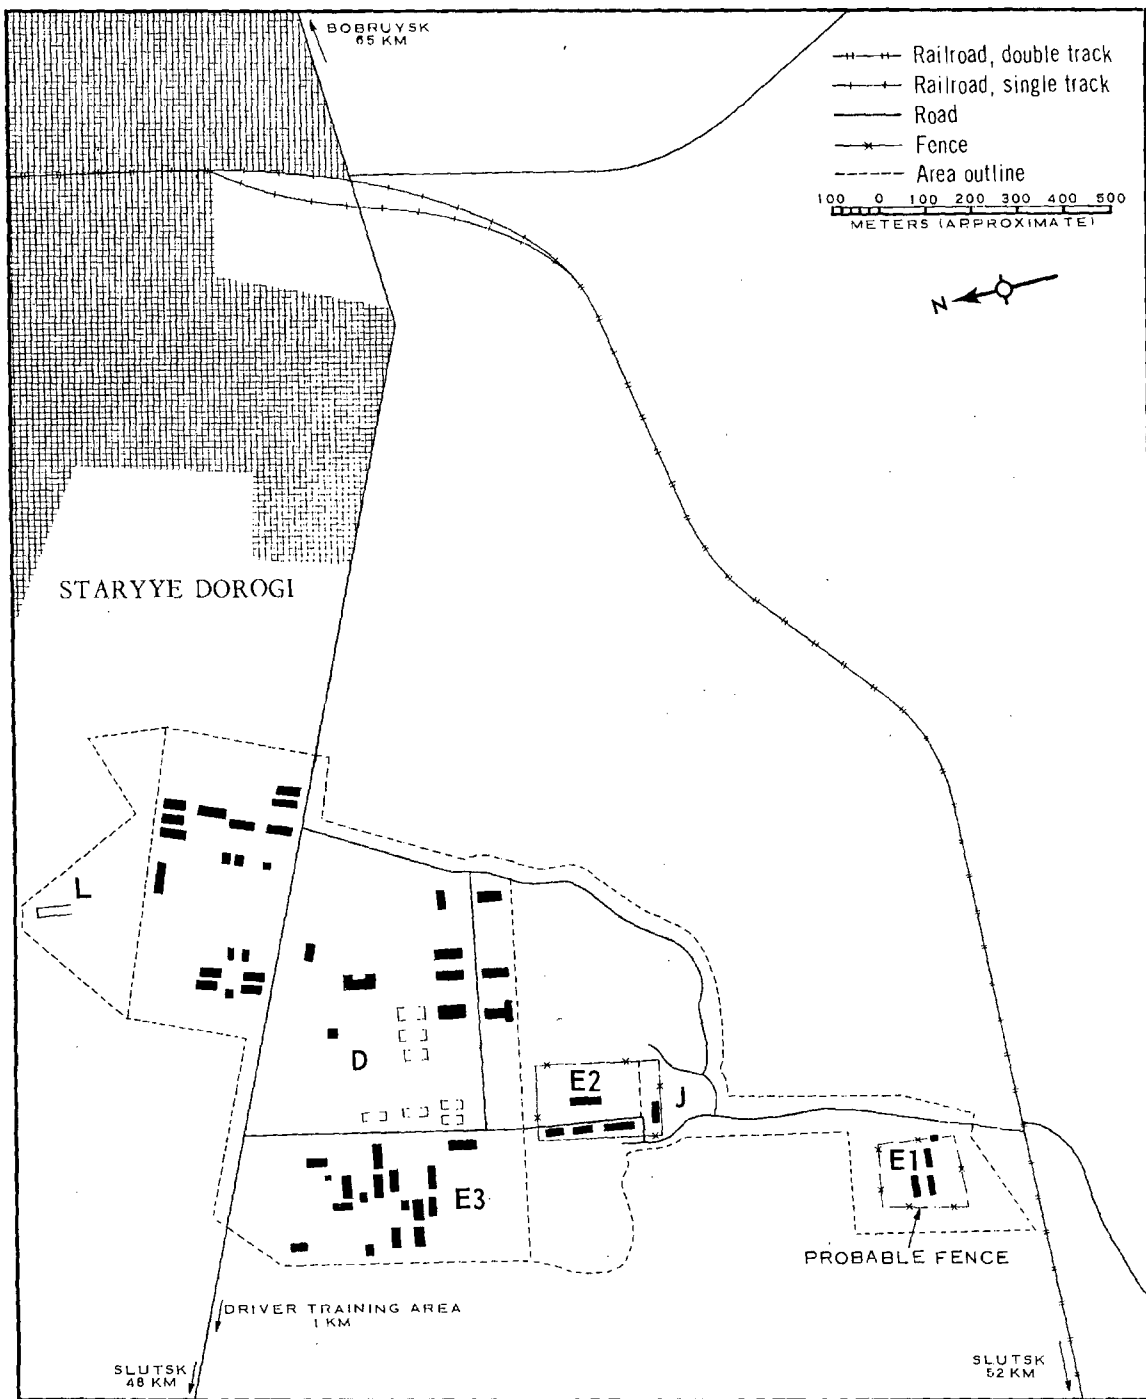 BOBRUYSK
65 KM
Railroad, double track
Railroad, single track
Road
Fence
Area outline
100 0 100 200 300 400 500
METERS (APPROXIMATE)
N
STARYYE DOROGI
L
D
E2
J
E1
E3
PROBABLE FENCE
DRIVER TRAINING AREA
1 KM
SLUTSK
48 KM
SLUTSK
52 KM